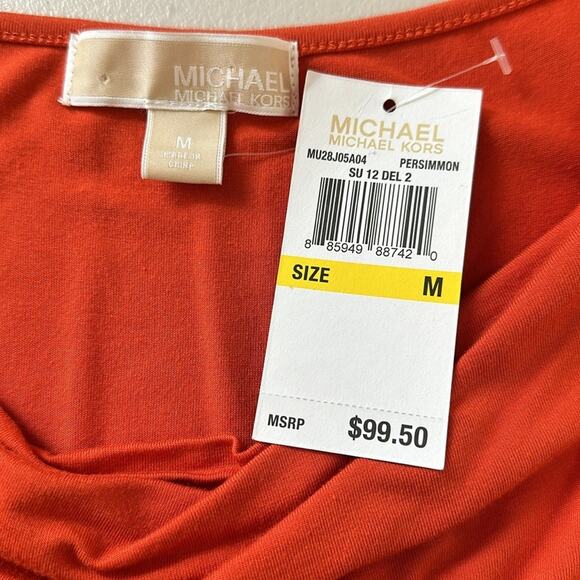 MICHAEL
MICHAEL KORS
M
MICHAEL
MICHAEL KORS
MU28J05A04 PERSIMMON
SU 12 DEL 2
8 85949 88742 0
SIZE M
MSRP $99.50